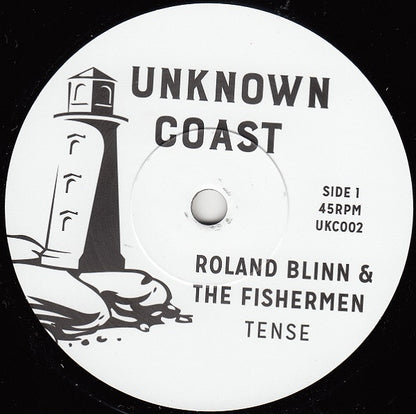 UNKNOWN
COAST
SIDE 1
45RPM
UKC002
ROLAND BLINN &
THE FISHERMEN
TENSE